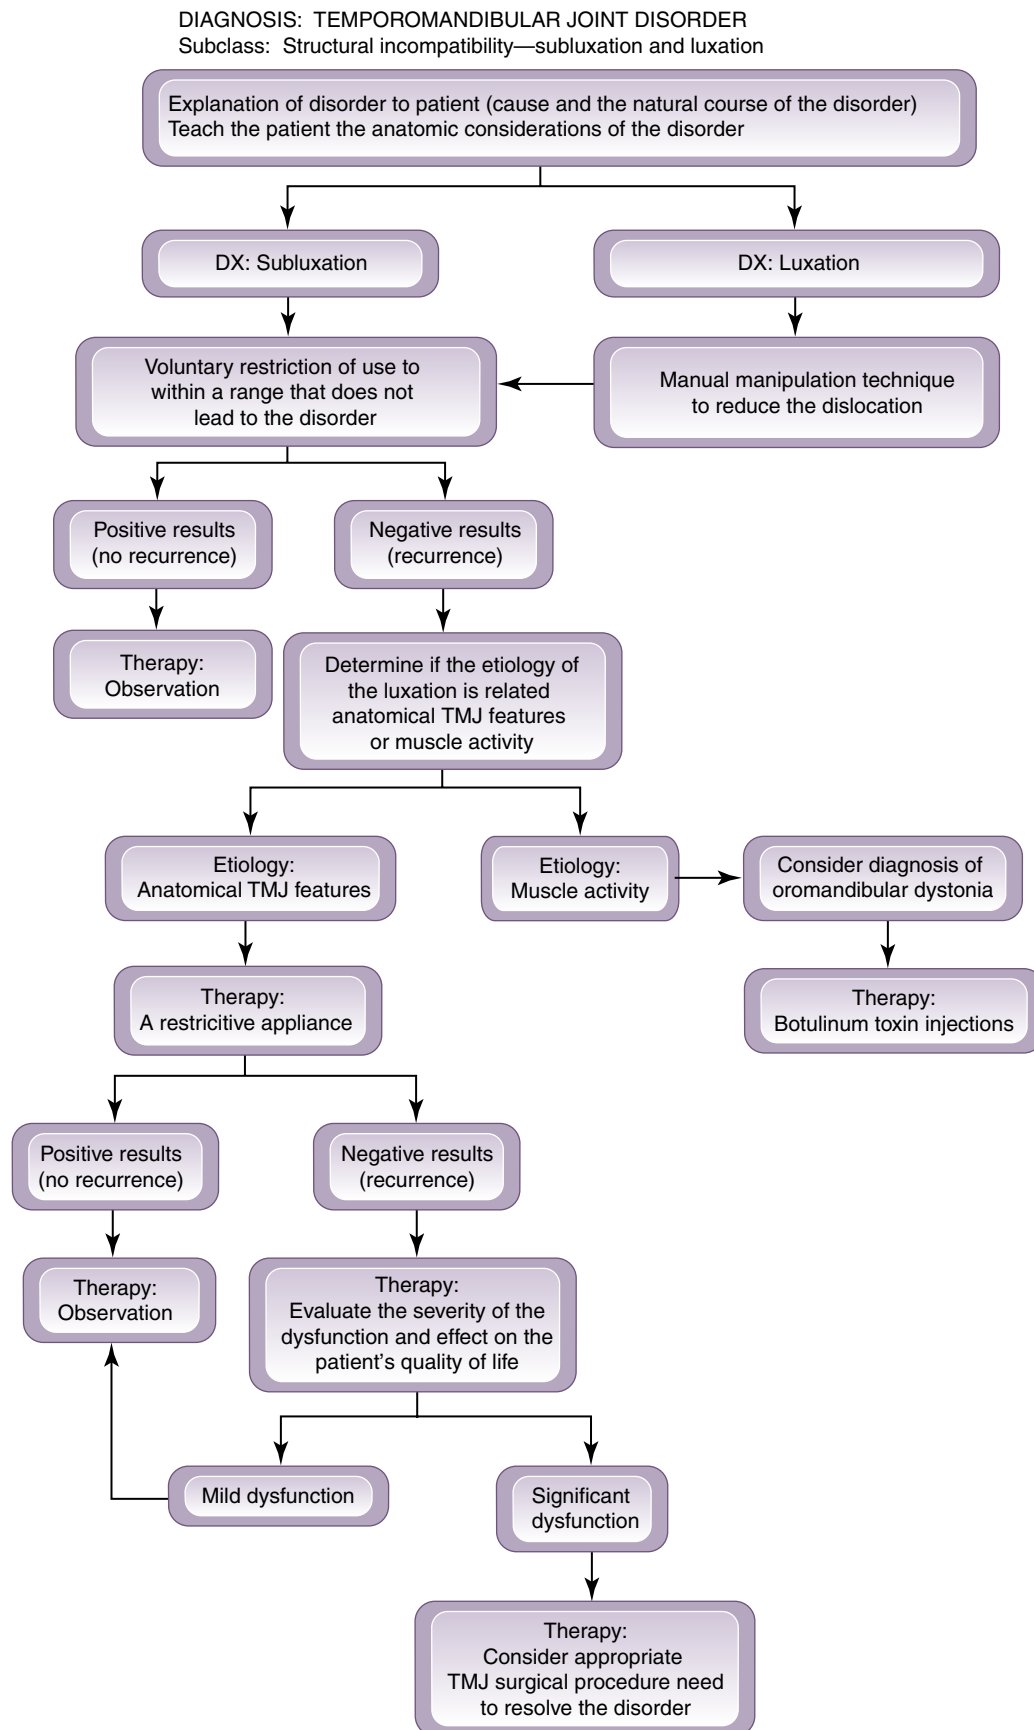 DIAGNOSIS: TEMPOROMANDIBULAR JOINT DISORDER
Subclass: Structural incompatibility—subluxation and luxation
Explanation of disorder to patient (cause and the natural course of the disorder)
Teach the patient the anatomic considerations of the disorder
DX: Subluxation
DX: Luxation
Voluntary restriction of use to
within a range that does not
lead to the disorder
Manual manipulation technique
to reduce the dislocation
Positive results
(no recurrence)
Negative results
(recurrence)
Therapy:
Observation
Determine if the etiology of
the luxation is related
anatomical TMJ features
or muscle activity
Etiology:
Anatomical TMJ features
Etiology:
Muscle activity
Consider diagnosis of
oromandibular dystonia
Therapy:
A restricitive appliance
Therapy:
Botulinum toxin injections
Positive results
(no recurrence)
Negative results
(recurrence)
Therapy:
Observation
Therapy:
Evaluate the severity of the
dysfunction and effect on the
patient’s quality of life
Mild dysfunction
Significant
dysfunction
Therapy:
Consider appropriate
TMJ surgical procedure need
to resolve the disorder